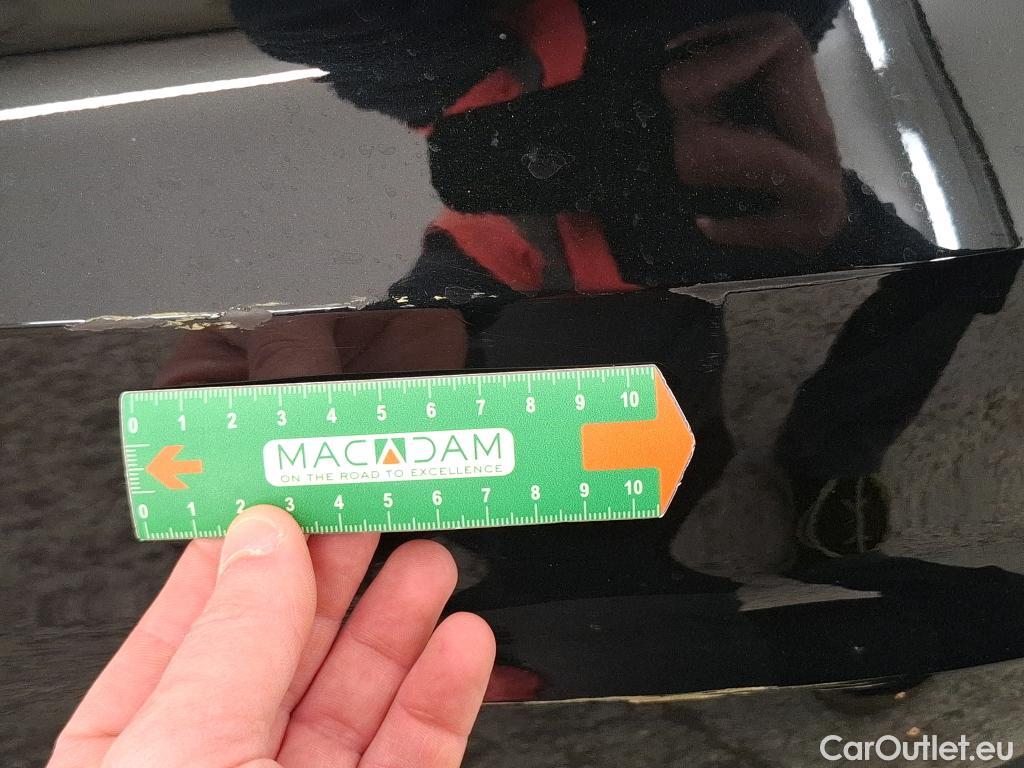 0 1 2 3 4 5 6 7 8 9 10
MACADAM
ON THE ROAD TO EXCELLENCE
0 1 2 3 4 5 6 7 8 9 10
CarOutlet.eu